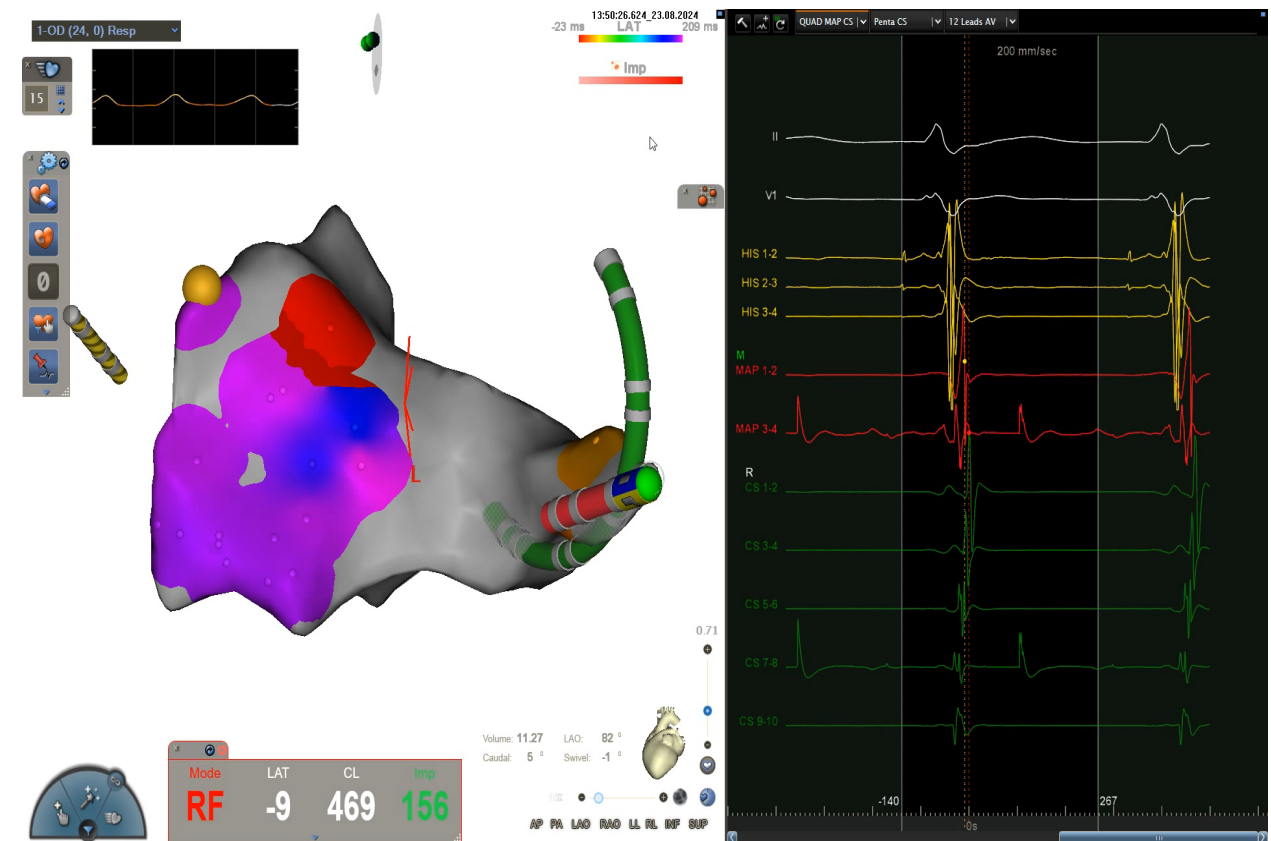 1-OD (24, 0) Resp
15
13:50:26.624_23.08.2024
-23 ms LAT 209 ms
Imp
L
0.71
Volume: 11.27 LAO: 82 °
Caudal: 5 ° Swivel: -1 °
AP PA LAO RAO LL RL INF SUP
Mode LAT CL Imp
RF -9 469 156
QUAD MAP CS Penta CS 12 Leads AV
200 mm/sec
II
V1
HIS 1-2
HIS 2-3
HIS 3-4
M
MAP 1-2
MAP 3-4
R
CS 1-2
CS 3-4
CS 5-6
CS 7-8
CS 9-10
-140 267
0s